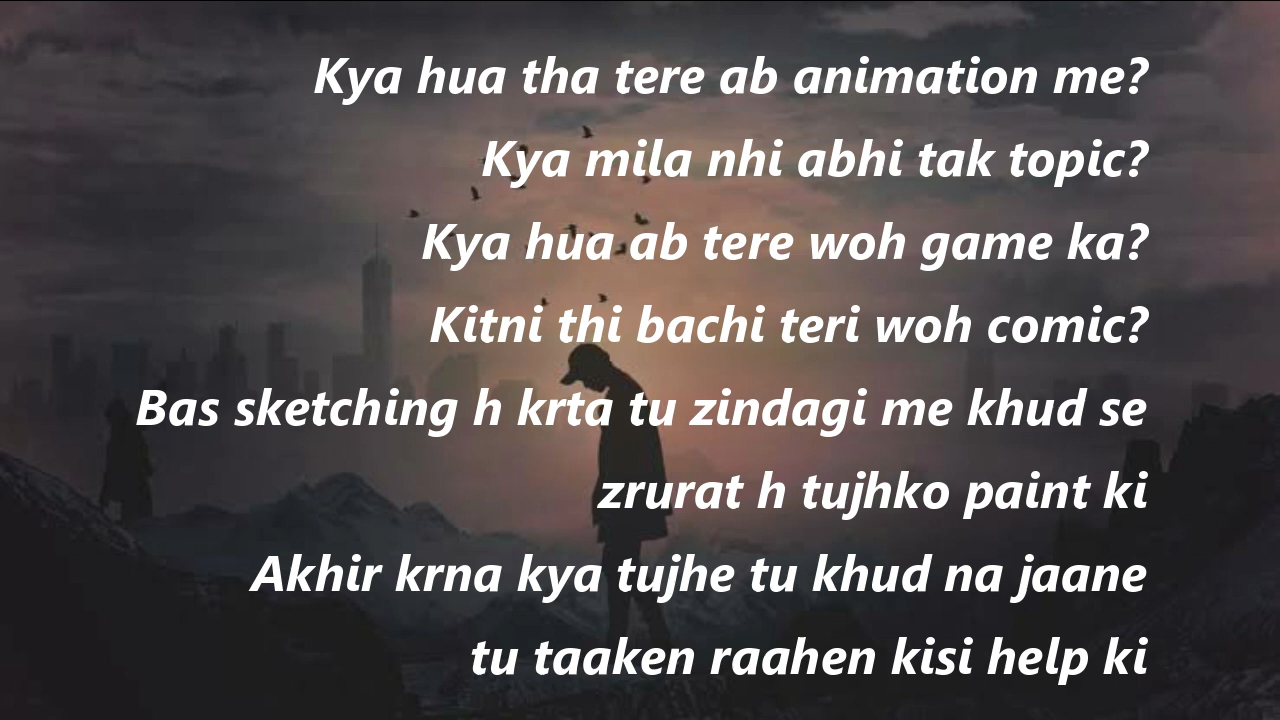 Kya hua tha tere ab animation me?
Kya mila nhi abhi tak topic?
Kya hua ab tere woh game ka?
Kitni thi bachi teri woh comic?
Bas sketching h krta tu zindagi me khud se
zrurat h tujhko paint ki
Akhir krna kya tujhe tu khud na jaane
tu taaken raahen kisi help ki